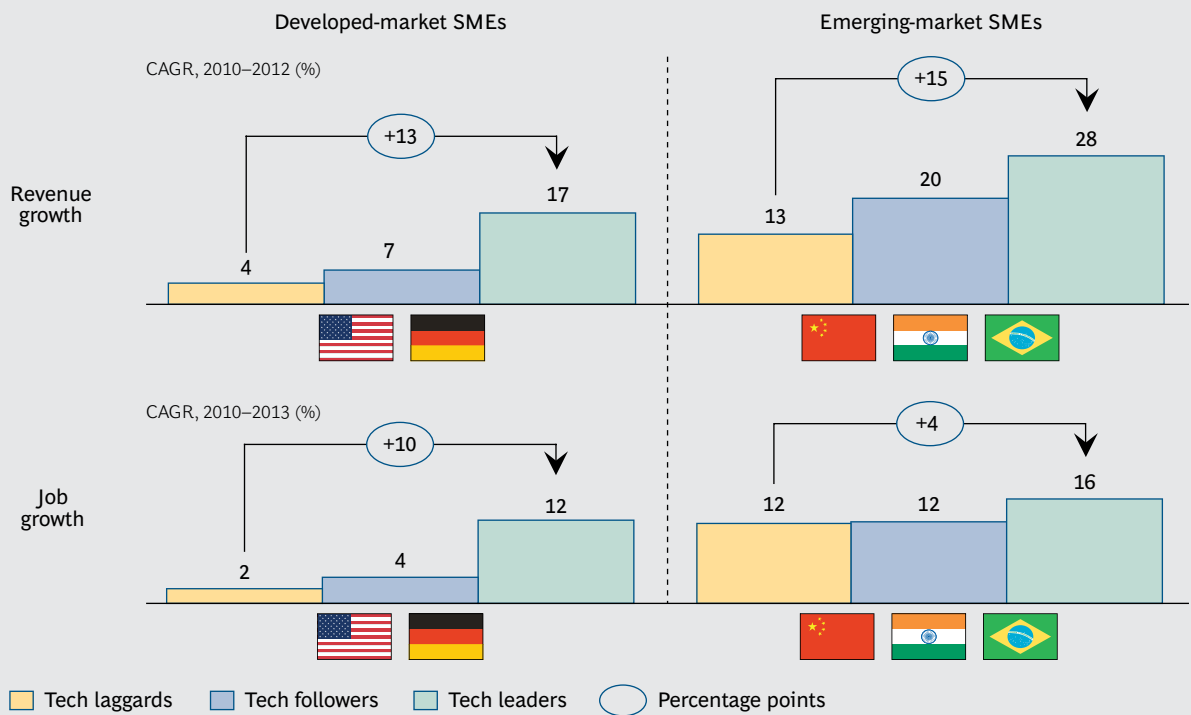 Developed-market SMEs
Emerging-market SMEs
CAGR, 2010–2012 (%)
Revenue
growth
+13
4
7
17
+15
13
20
28
CAGR, 2010–2013 (%)
Job
growth
+10
2
4
12
+4
12
12
16
Tech laggards
Tech followers
Tech leaders
Percentage points